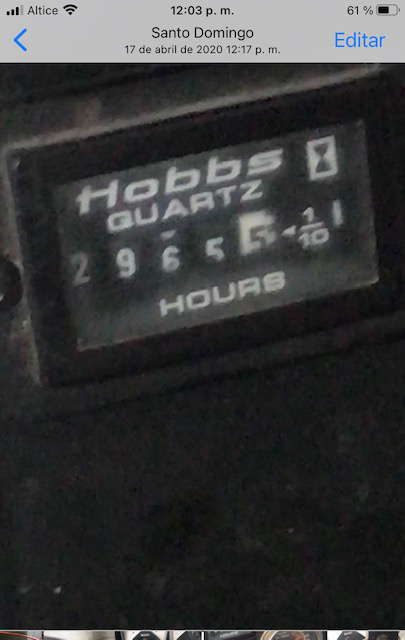 Altice 12:03 p. m. 61 %
Santo Domingo
17 de abril de 2020 12:17 p. m.
Editar
Hobbs
QUARTZ
2 9 6 5 5 1/10
HOURS